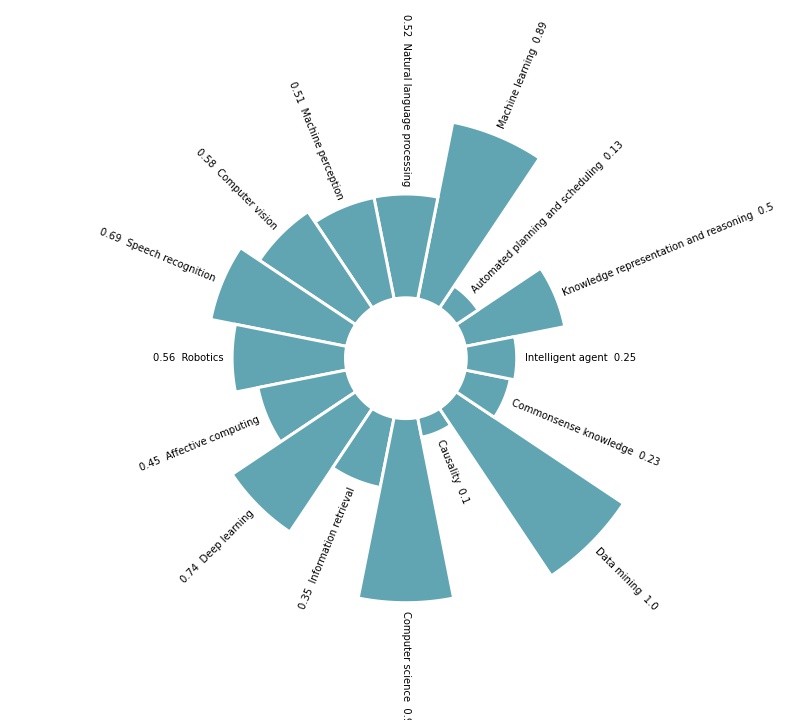 0.52 Natural language processing
Machine learning 0.89
0.51 Machine perception
Automated planning and scheduling 0.13
0.58 Computer vision
Knowledge representation and reasoning 0.5
0.69 Speech recognition
0.56 Robotics
Intelligent agent 0.25
Commonsense knowledge 0.23
0.45 Affective computing
Causality 0.1
0.35 Information retrieval
0.74 Deep learning
Data mining 1.0
Computer science